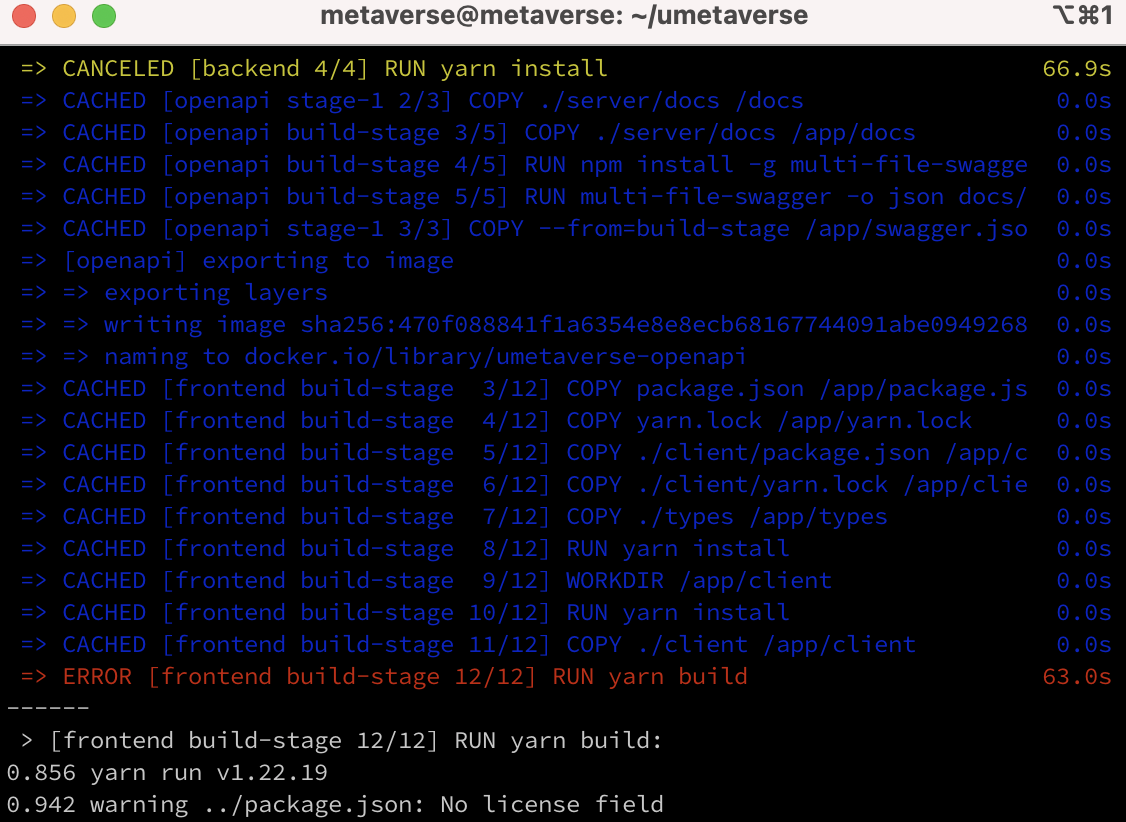 metaverse@metaverse: ~/umetaverse ⌥⌘1
=> CANCELED [backend 4/4] RUN yarn install 66.9s
=> CACHED [openapi stage-1 2/3] COPY ./server/docs /docs 0.0s
=> CACHED [openapi build-stage 3/5] COPY ./server/docs /app/docs 0.0s
=> CACHED [openapi build-stage 4/5] RUN npm install -g multi-file-swagge 0.0s
=> CACHED [openapi build-stage 5/5] RUN multi-file-swagger -o json docs/ 0.0s
=> CACHED [openapi stage-1 3/3] COPY --from=build-stage /app/swagger.jso 0.0s
=> [openapi] exporting to image 0.0s
=> => exporting layers 0.0s
=> => writing image sha256:470f088841f1a6354e8e8ecb68167744091abe0949268 0.0s
=> => naming to docker.io/library/umetaverse-openapi 0.0s
=> CACHED [frontend build-stage  3/12] COPY package.json /app/package.js 0.0s
=> CACHED [frontend build-stage  4/12] COPY yarn.lock /app/yarn.lock 0.0s
=> CACHED [frontend build-stage  5/12] COPY ./client/package.json /app/c 0.0s
=> CACHED [frontend build-stage  6/12] COPY ./client/yarn.lock /app/clie 0.0s
=> CACHED [frontend build-stage  7/12] COPY ./types /app/types 0.0s
=> CACHED [frontend build-stage  8/12] RUN yarn install 0.0s
=> CACHED [frontend build-stage  9/12] WORKDIR /app/client 0.0s
=> CACHED [frontend build-stage 10/12] RUN yarn install 0.0s
=> CACHED [frontend build-stage 11/12] COPY ./client /app/client 0.0s
=> ERROR [frontend build-stage 12/12] RUN yarn build 63.0s
------
> [frontend build-stage 12/12] RUN yarn build:
0.856 yarn run v1.22.19
0.942 warning ../package.json: No license field